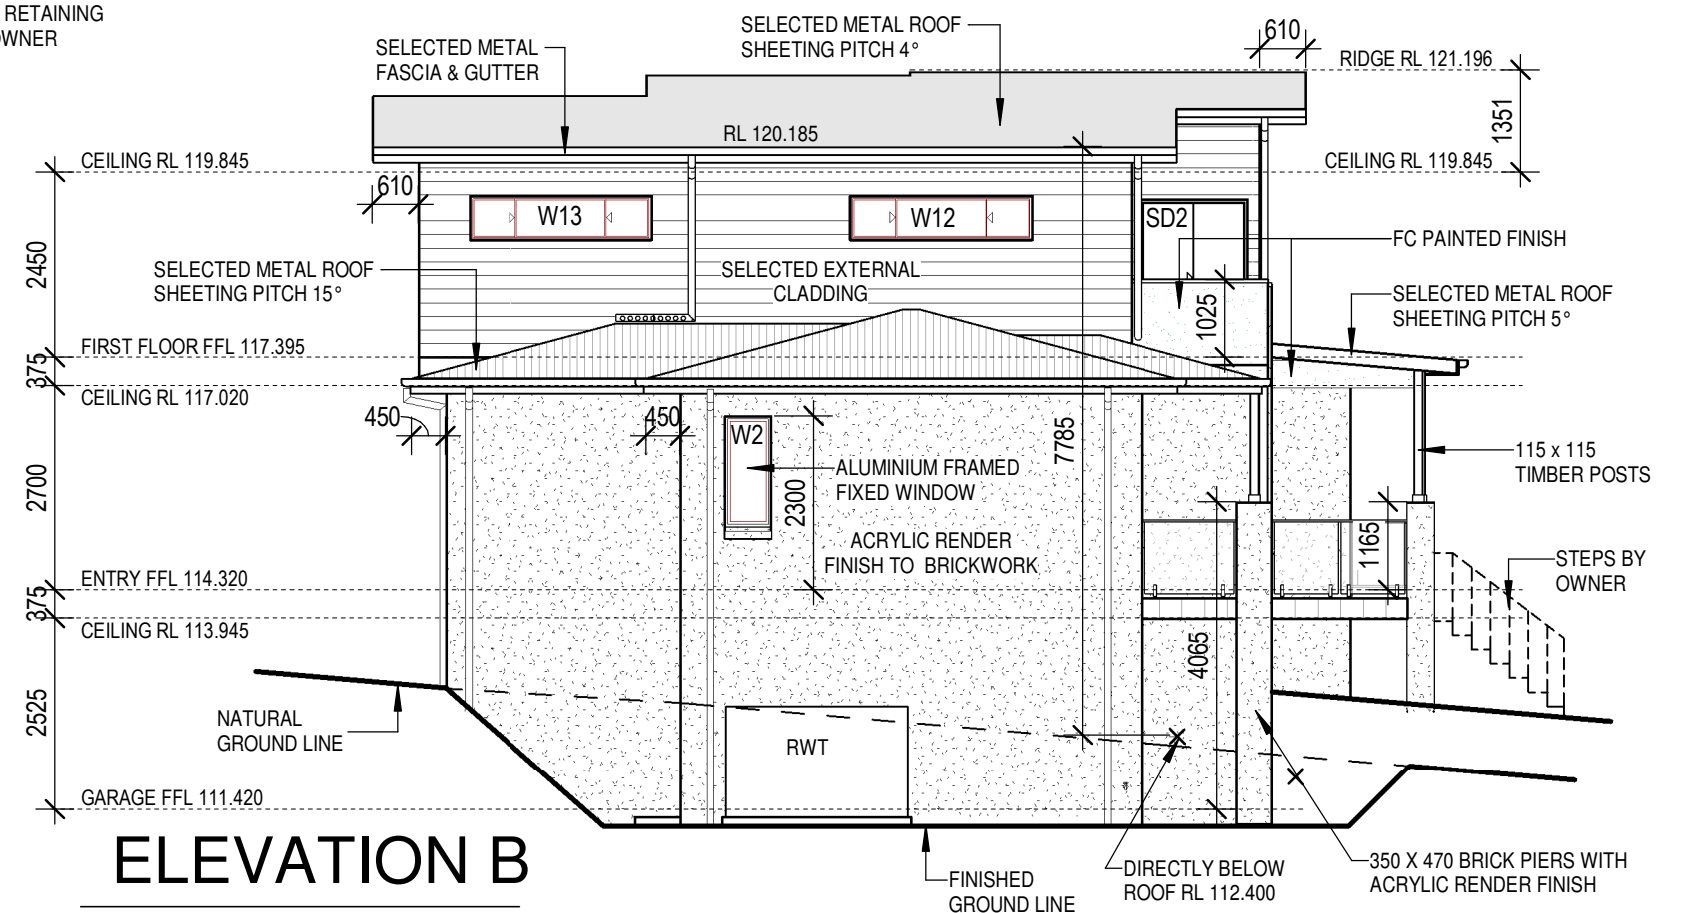 RETAINING
OWNER
SELECTED METAL
FASCIA & GUTTER
SELECTED METAL ROOF
SHEETING PITCH 4°
610
RIDGE RL 121.196
1351
RL 120.185
CEILING RL 119.845
CEILING RL 119.845
610
W13
W12
SD2
FC PAINTED FINISH
2450
SELECTED METAL ROOF
SHEETING PITCH 15°
SELECTED EXTERNAL
CLADDING
1025
SELECTED METAL ROOF
SHEETING PITCH 5°
FIRST FLOOR FFL 117.395
375
CEILING RL 117.020
450
450
W2
7785
2700
ALUMINIUM FRAMED
FIXED WINDOW
2300
115 x 115
TIMBER POSTS
ACRYLIC RENDER
FINISH TO BRICKWORK
1165
STEPS BY
OWNER
ENTRY FFL 114.320
375
CEILING RL 113.945
4065
2525
NATURAL
GROUND LINE
RWT
GARAGE FFL 111.420
ELEVATION B
FINISHED
GROUND LINE
DIRECTLY BELOW
ROOF RL 112.400
350 X 470 BRICK PIERS WITH
ACRYLIC RENDER FINISH